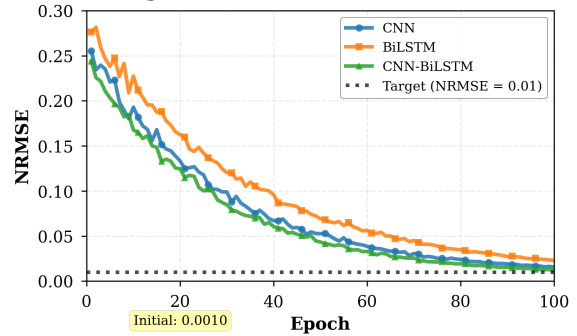 0.30
0.25
0.20
0.15
0.10
0.05
0.00
NRMSE
CNN
BiLSTM
CNN-BiLSTM
Target (NRMSE = 0.01)
0 20 40 60 80 100
Initial: 0.0010
Epoch